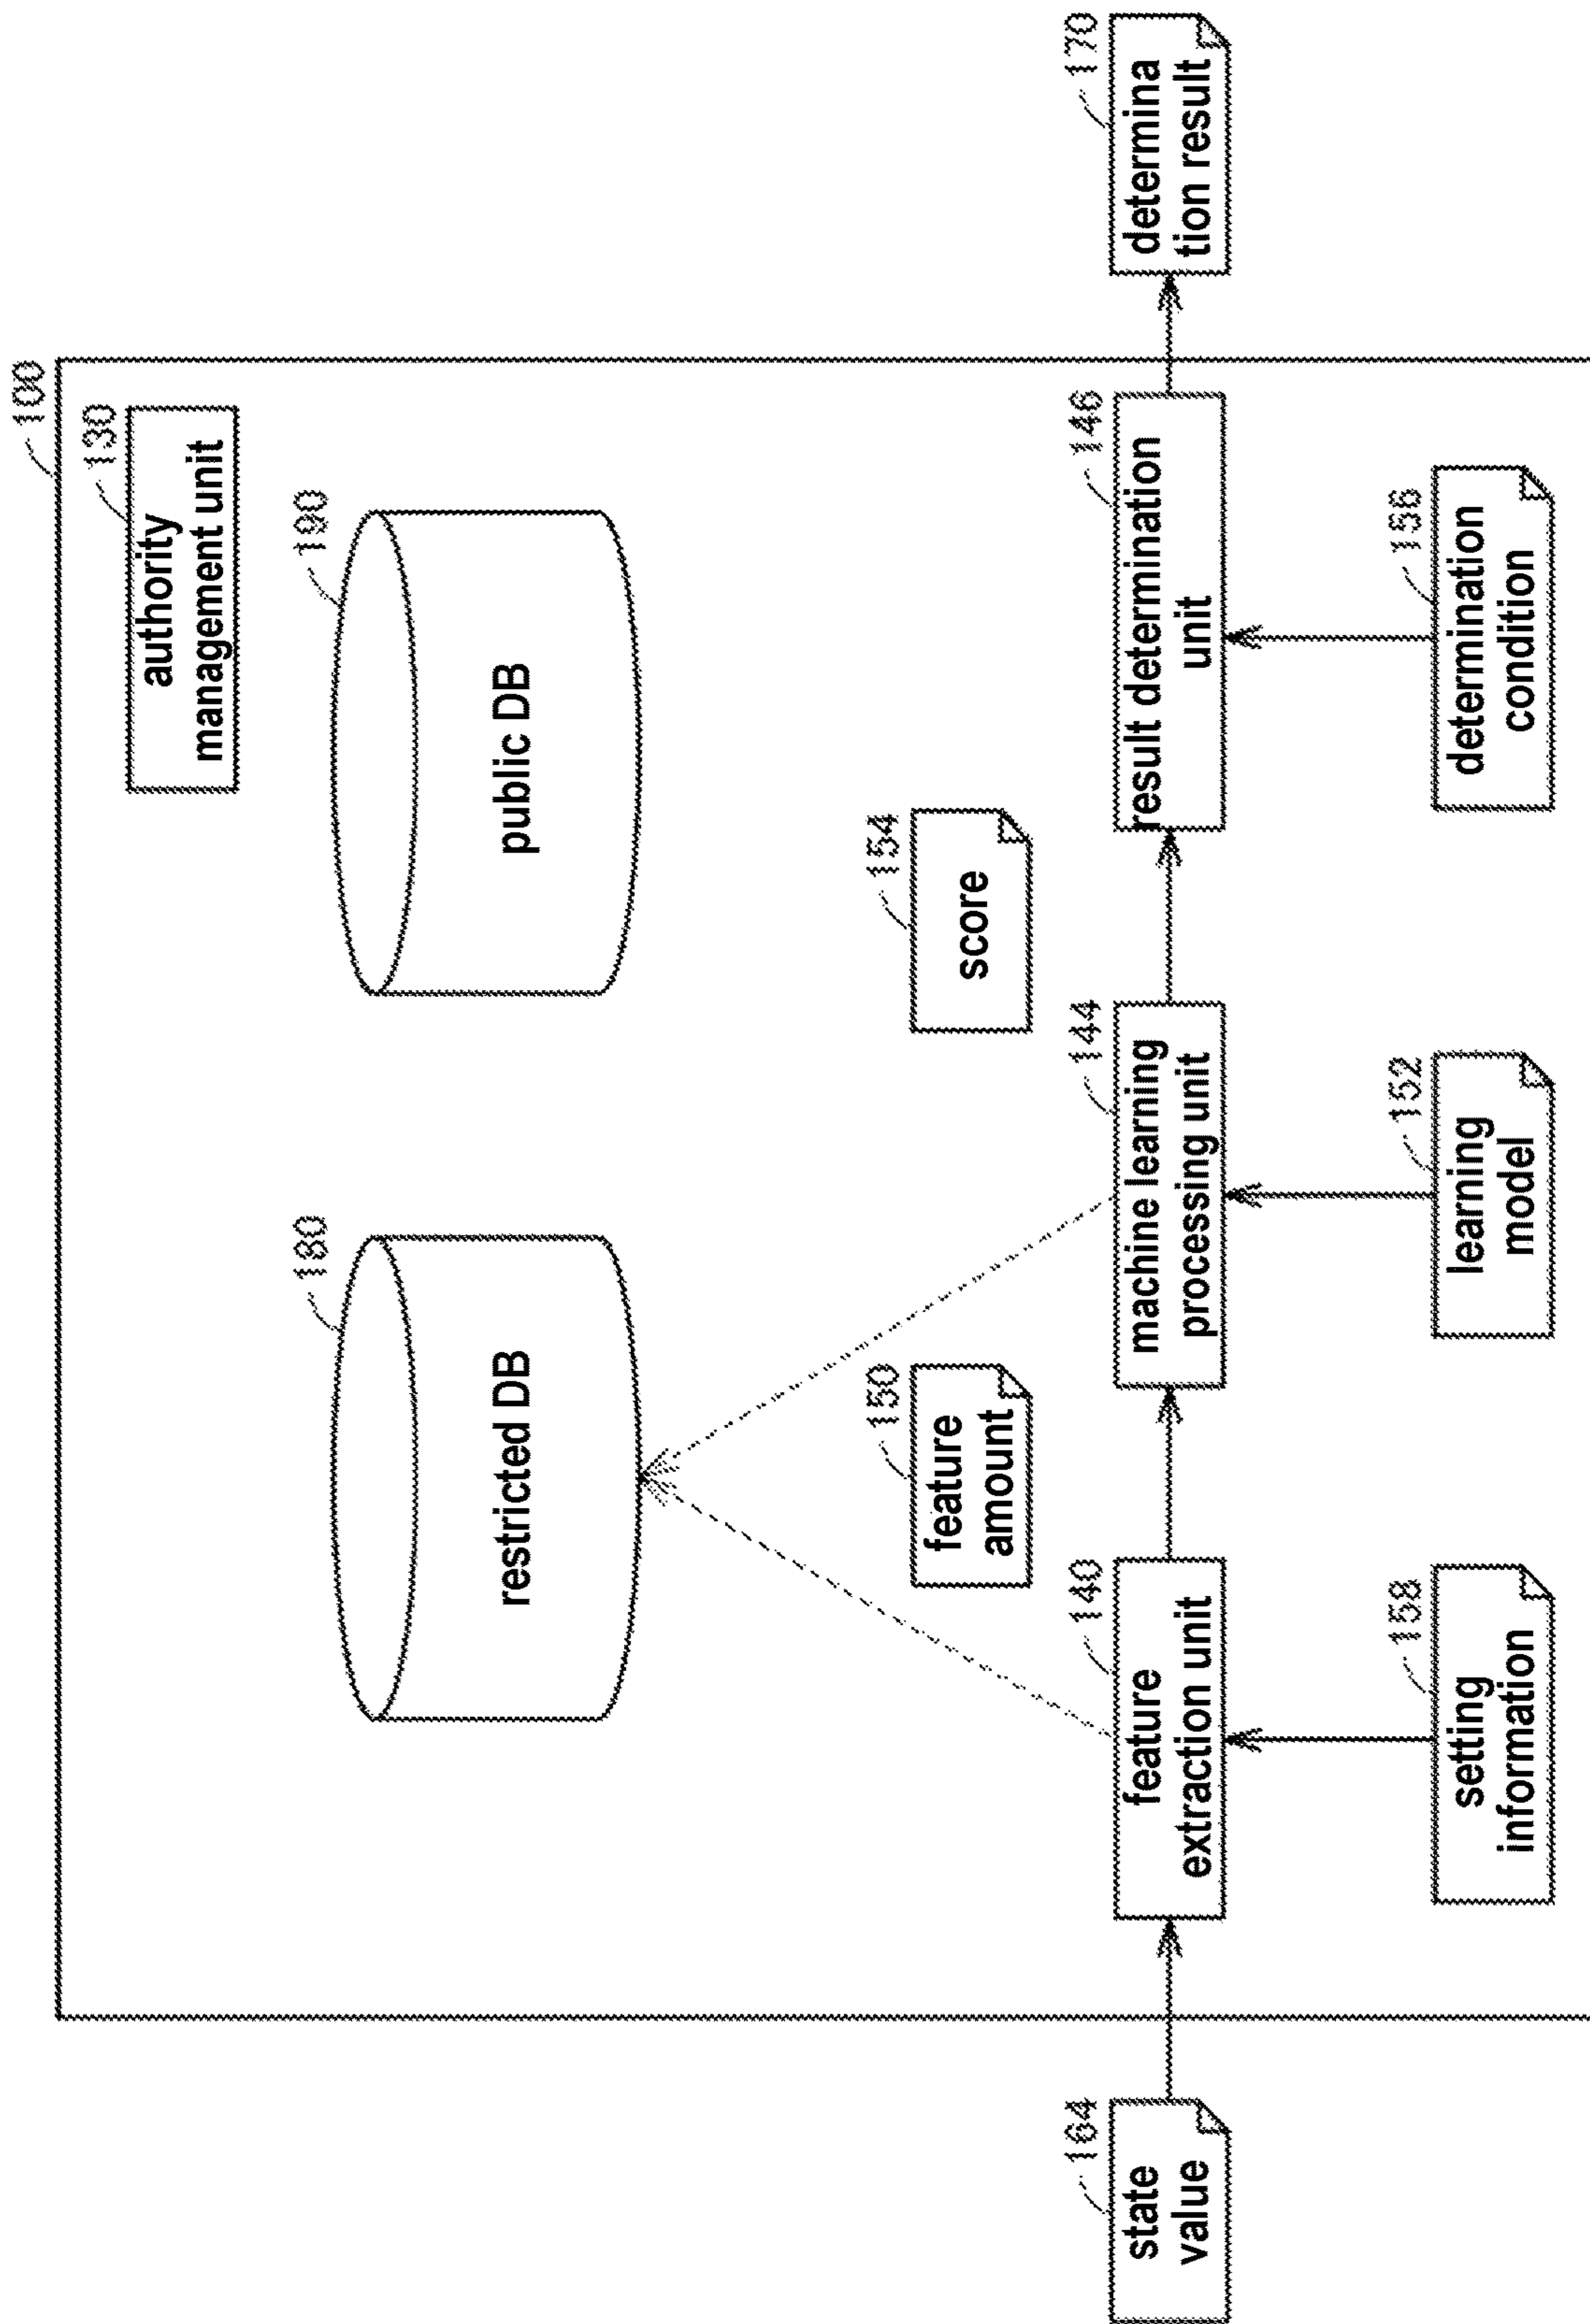 100
130
authority
management unit
180
restricted DB
190
public DB
150
feature
amount
154
score
164
state
value
140
feature
extraction unit
144
machine learning
processing unit
146
result determination
unit
170
determina
tion result
158
setting
information
152
learning
model
156
determination
condition